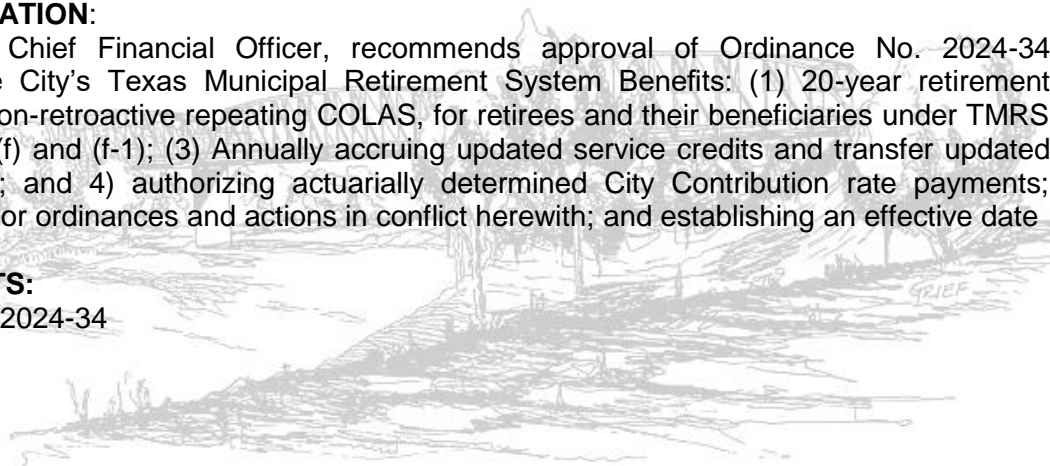 ATION:
Chief Financial Officer, recommends approval of Ordinance No. 2024-34
e City's Texas Municipal Retirement System Benefits: (1) 20-year retirement
on-retroactive repeating COLAS, for retirees and their beneficiaries under TMRS
(f) and (f-1); (3) Annually accruing updated service credits and transfer updated
; and 4) authorizing actuarially determined City Contribution rate payments;
or ordinances and actions in conflict herewith; and establishing an effective date
TS:
2024-34
GRIEF